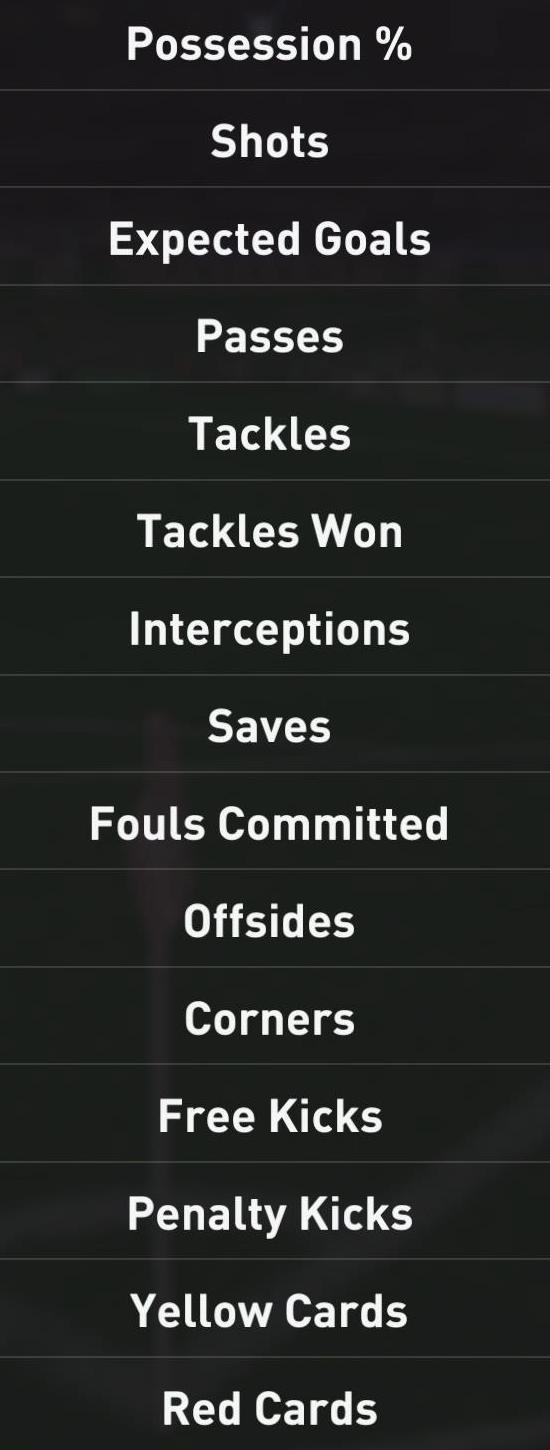 Possession %
Shots
Expected Goals
Passes
Tackles
Tackles Won
Interceptions
Saves
Fouls Committed
Offsides
Corners
Free Kicks
Penalty Kicks
Yellow Cards
Red Cards